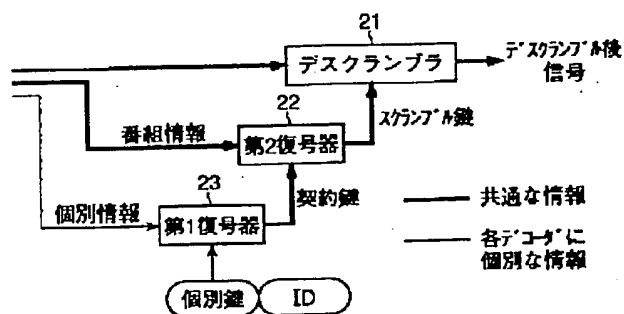 21
デスクランブラ
デスクランブル後
信号
スクランブル鍵
22
番組情報
第2復号器
契約鍵
23
個別情報
第1復号器
共通な情報
各デコーダに
個別な情報
個別鍵
ID